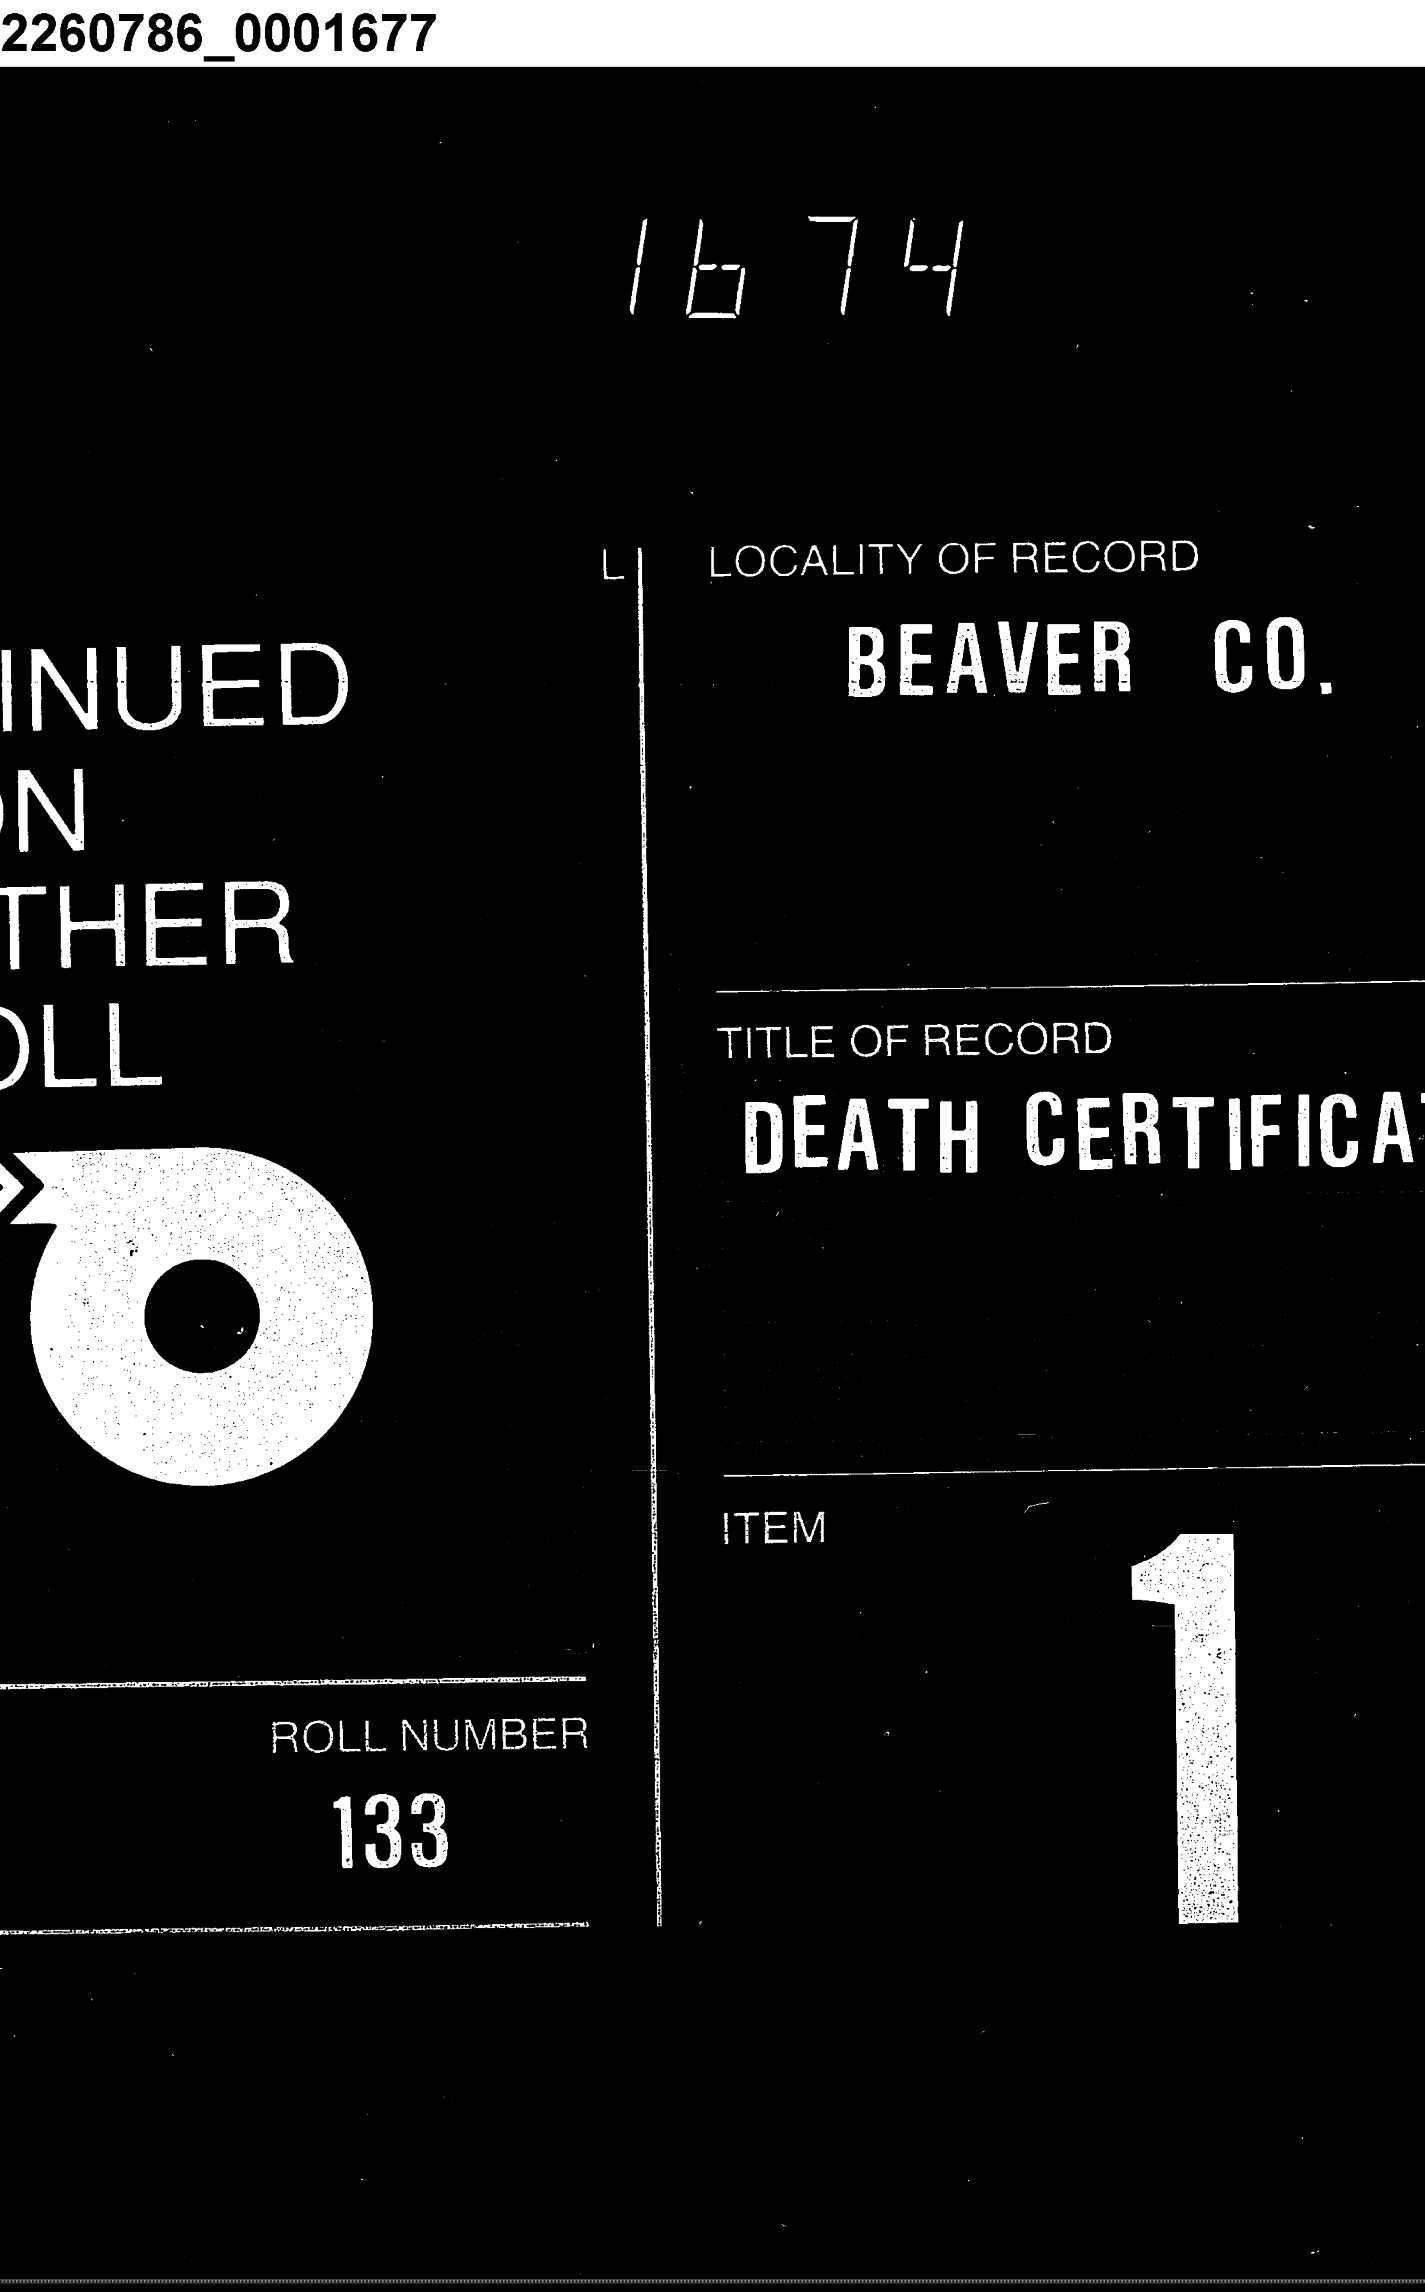 2260786_0001677
1674
INUED
ON
THER
OLL
ROLL NUMBER
133
L
LOCALITY OF RECORD
BEAVER CO.
TITLE OF RECORD
DEATH CERTIFICAT
ITEM
1